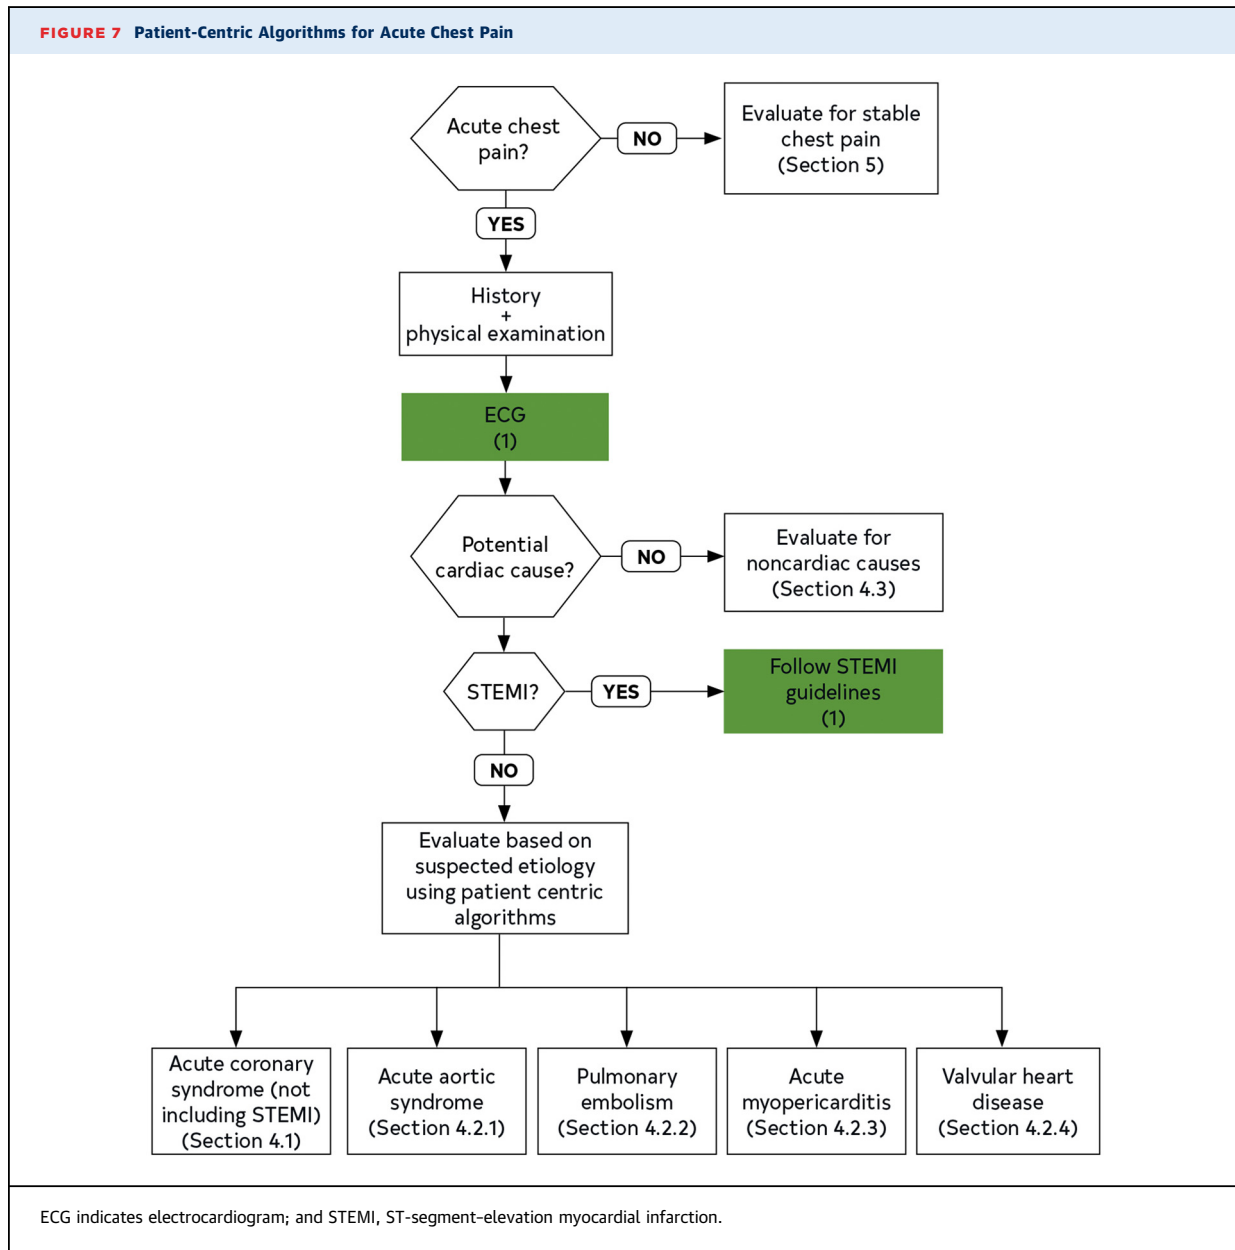 FIGURE 7 Patient-Centric Algorithms for Acute Chest Pain
Acute chest
pain?
NO
Evaluate for stable
chest pain
(Section 5)
YES
History
+
physical examination
ECG
(1)
Potential
cardiac cause?
NO
Evaluate for
noncardiac causes
(Section 4.3)
STEMI?
YES
Follow STEMI
guidelines
(1)
NO
Evaluate based on
suspected etiology
using patient centric
algorithms
Acute coronary
syndrome (not
including STEMI)
(Section 4.1)
Acute aortic
syndrome
(Section 4.2.1)
Pulmonary
embolism
(Section 4.2.2)
Acute
myopericarditis
(Section 4.2.3)
Valvular heart
disease
(Section 4.2.4)
ECG indicates electrocardiogram; and STEMI, ST-segment-elevation myocardial infarction.